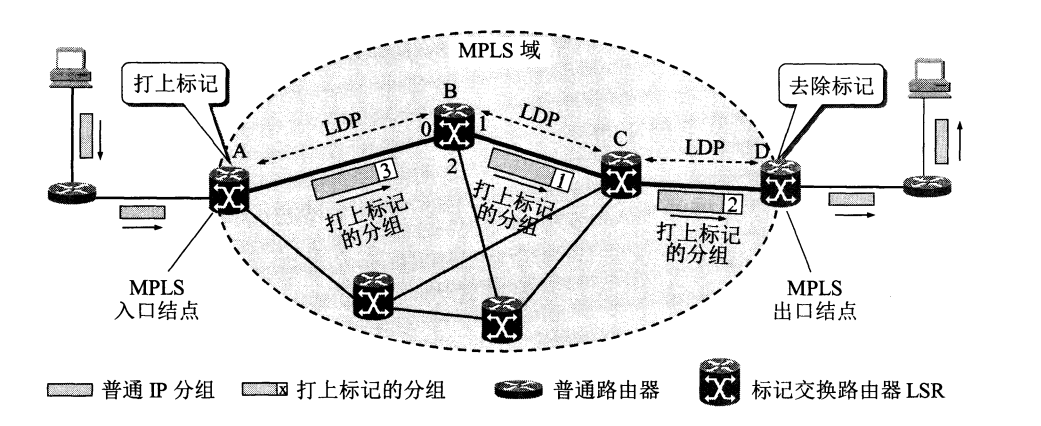 MPLS 域
打上标记
去除标记
B
LDP
0
1
LDP
A
C
LDP
D
3
2
1
2
打上标记
的分组
打上标记
的分组
打上标记
的分组
MPLS
入口结点
MPLS
出口结点
普通 IP 分组
x 打上标记的分组
普通路由器
标记交换路由器 LSR